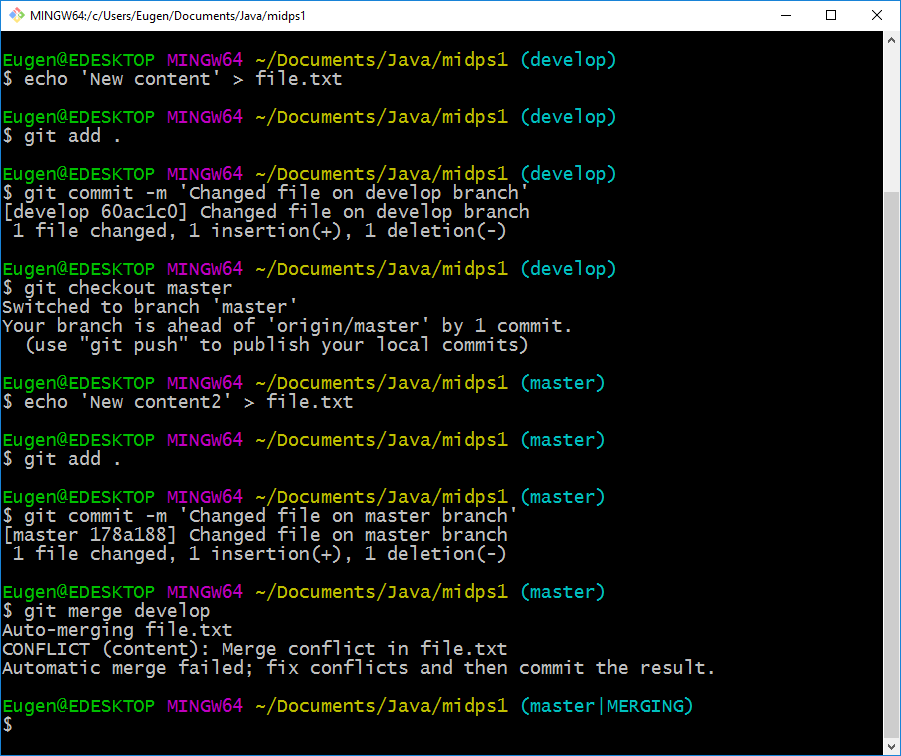 MINGW64:/c/Users/Eugen/Documents/Java/midps1
Eugen@EDESKTOP MINGW64 ~/Documents/Java/midps1 (develop)
$ echo 'New content' > file.txt
Eugen@EDESKTOP MINGW64 ~/Documents/Java/midps1 (develop)
$ git add .
Eugen@EDESKTOP MINGW64 ~/Documents/Java/midps1 (develop)
$ git commit -m 'Changed file on develop branch'
[develop 60ac1c0] Changed file on develop branch
 1 file changed, 1 insertion(+), 1 deletion(-)
Eugen@EDESKTOP MINGW64 ~/Documents/Java/midps1 (develop)
$ git checkout master
Switched to branch 'master'
Your branch is ahead of 'origin/master' by 1 commit.
  (use "git push" to publish your local commits)
Eugen@EDESKTOP MINGW64 ~/Documents/Java/midps1 (master)
$ echo 'New content2' > file.txt
Eugen@EDESKTOP MINGW64 ~/Documents/Java/midps1 (master)
$ git add .
Eugen@EDESKTOP MINGW64 ~/Documents/Java/midps1 (master)
$ git commit -m 'Changed file on master branch'
[master 178a188] Changed file on master branch
 1 file changed, 1 insertion(+), 1 deletion(-)
Eugen@EDESKTOP MINGW64 ~/Documents/Java/midps1 (master)
$ git merge develop
Auto-merging file.txt
CONFLICT (content): Merge conflict in file.txt
Automatic merge failed; fix conflicts and then commit the result.
Eugen@EDESKTOP MINGW64 ~/Documents/Java/midps1 (master|MERGING)
$